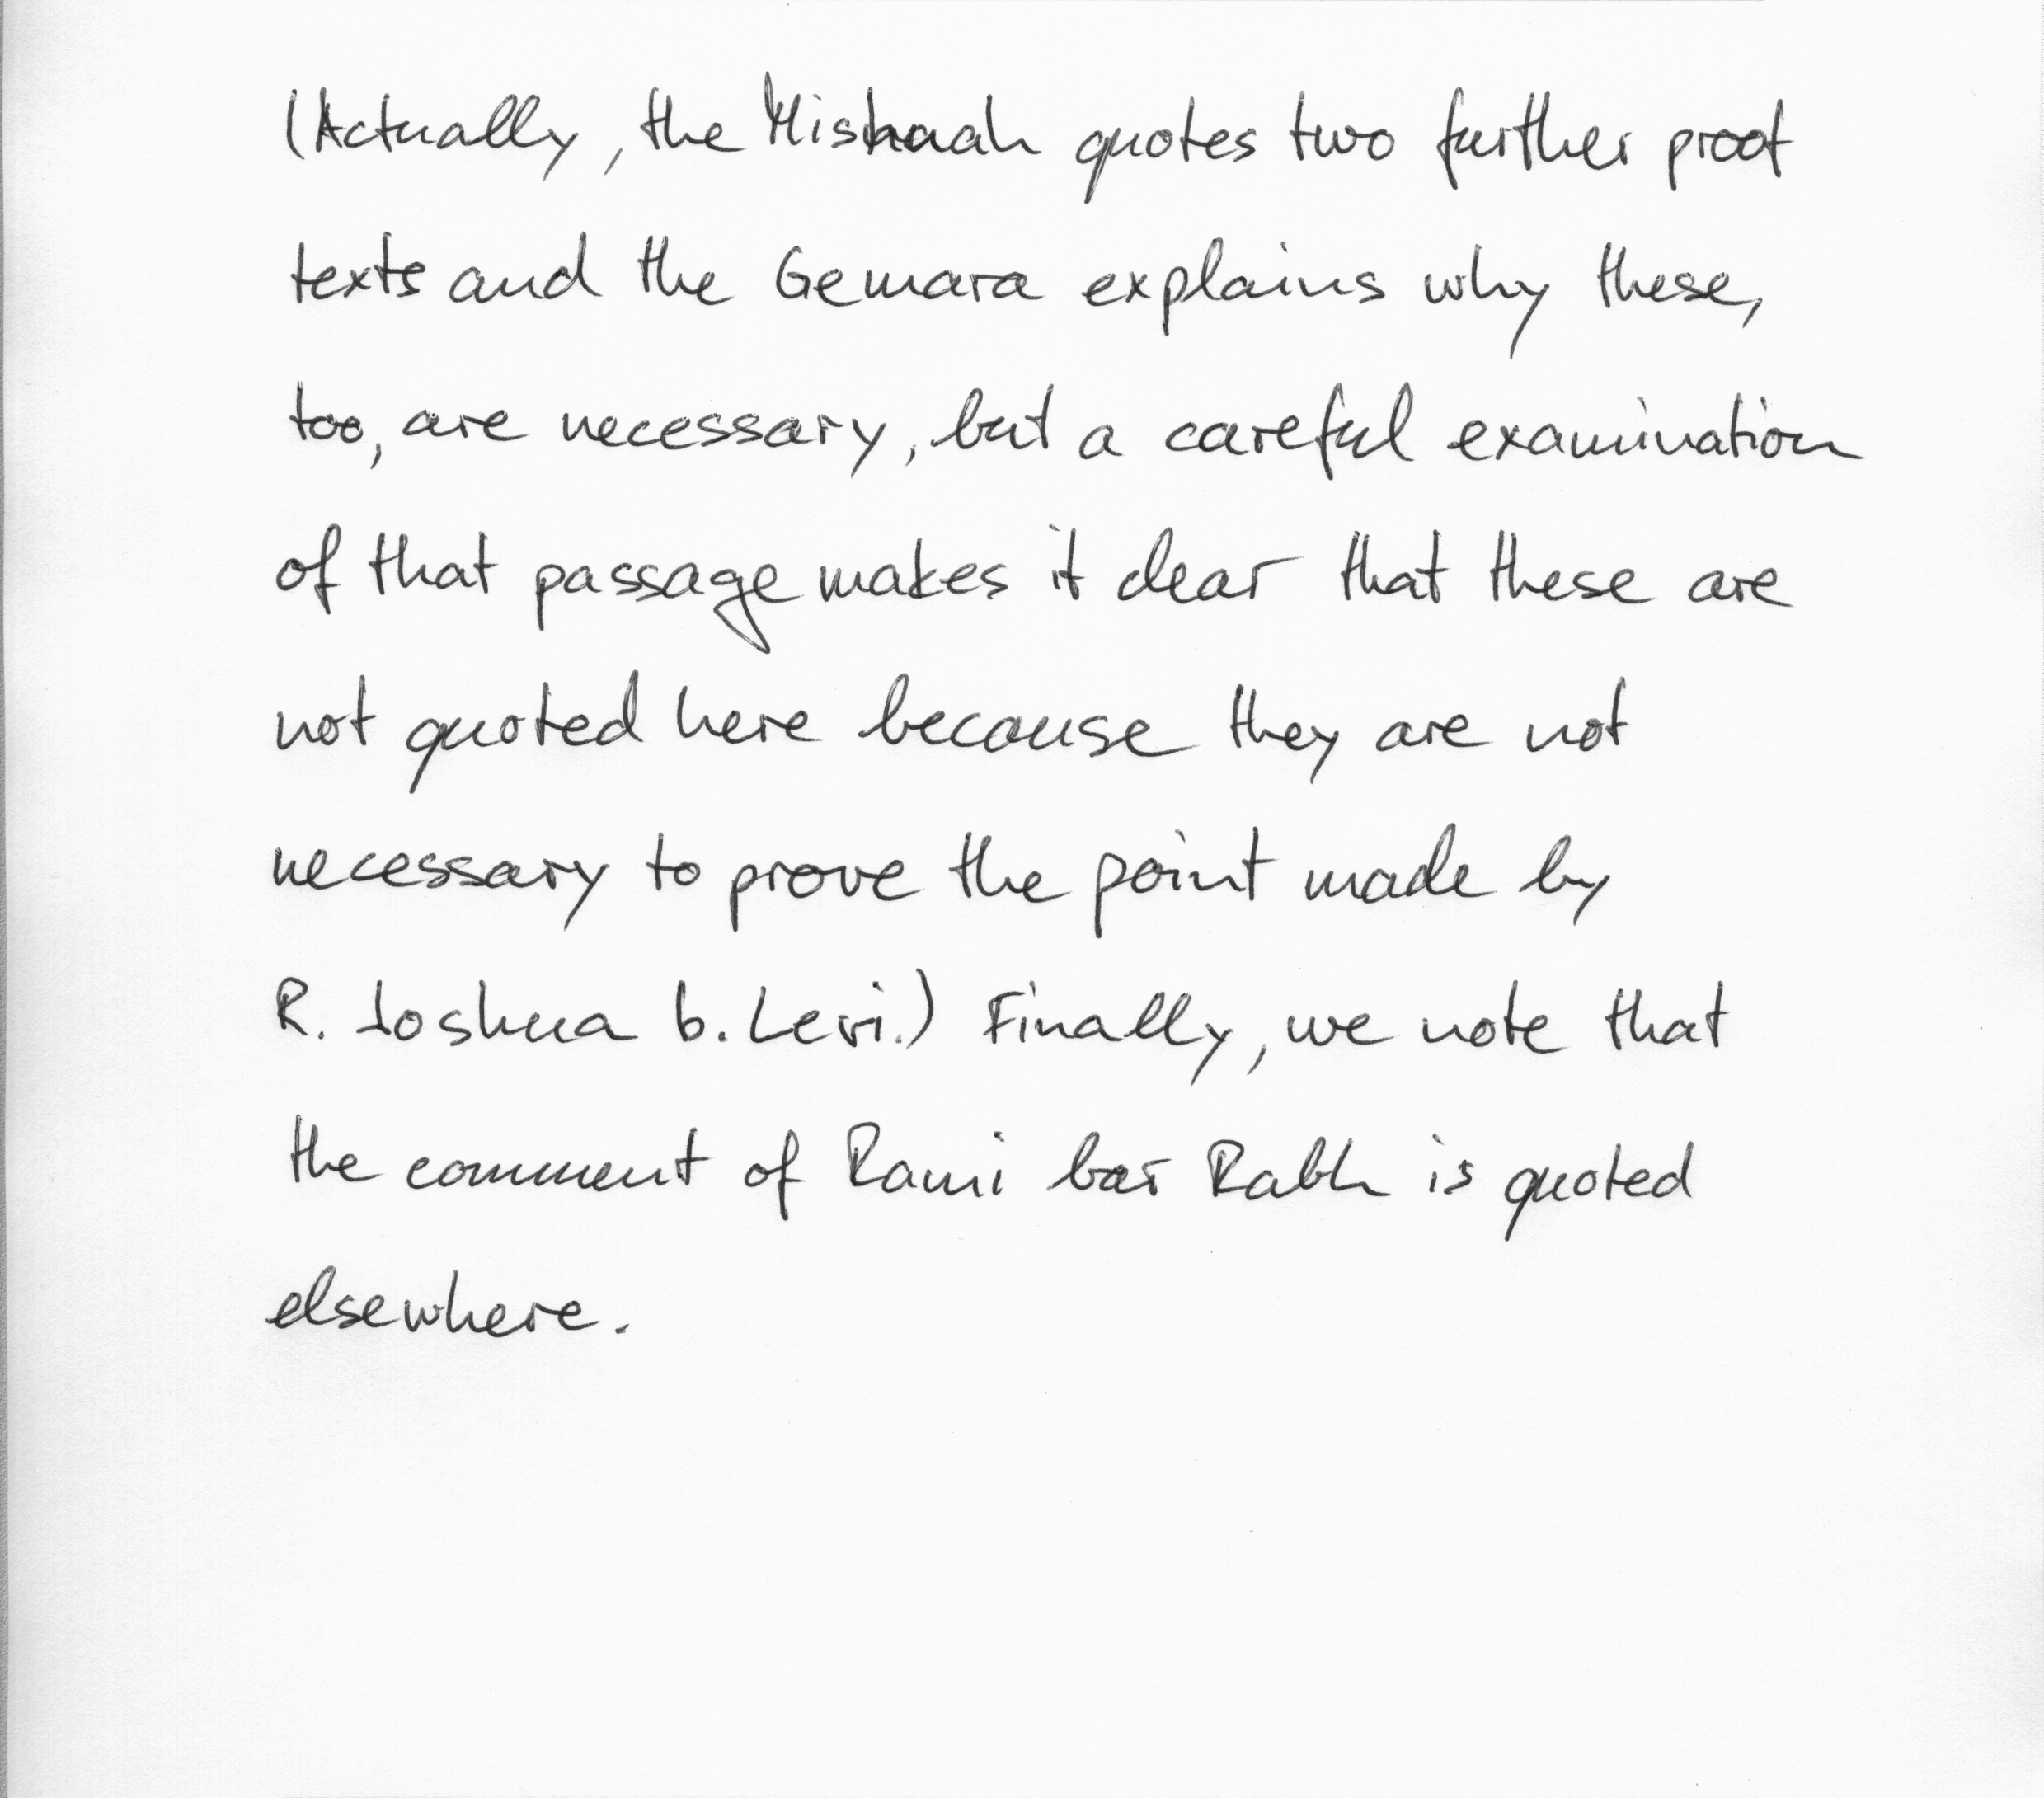 (Actually, the Mishnah quotes two further proof
texts and the Gemara explains why these,
too, are necessary, but a careful examination
of that passage makes it clear that these are
not quoted here because they are not
necessary to prove the point made by
R. Joshua b. Levi.) Finally, we note that
the comment of Rami bar Rabh is quoted
elsewhere.